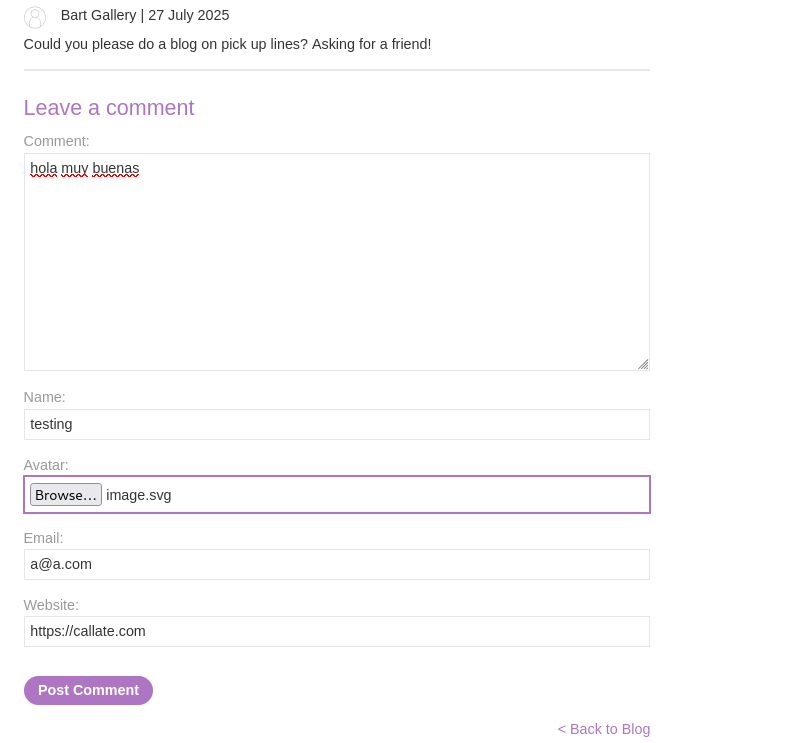 Bart Gallery | 27 July 2025
Could you please do a blog on pick up lines? Asking for a friend!
Leave a comment
Comment:
hola muy buenas
Name:
testing
Avatar:
Browse... image.svg
Email:
a@a.com
Website:
https://callate.com
Post Comment
< Back to Blog